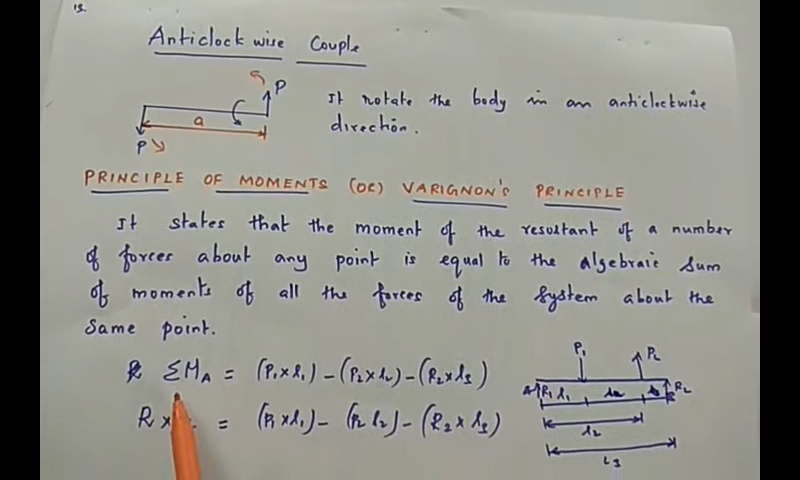 Anticlock wise Couple
P
a
P
It rotate the body in an anticlockwise
direction.
PRINCIPLE OF MOMENTS (OR) VARIGNON'S PRINCIPLE
It states that the moment of the resultant of a number
of forces about any point is equal to the algebraic sum
of moments of all the forces of the system about the
Same point.
ΣMA = (P1 × l1) – (P2 × l2) – (R2 × l3)
R × = (P1 × l1) – (P2 l2) – (R2 × l3)
P1 P2
A R1 l1 R2
l2
l3